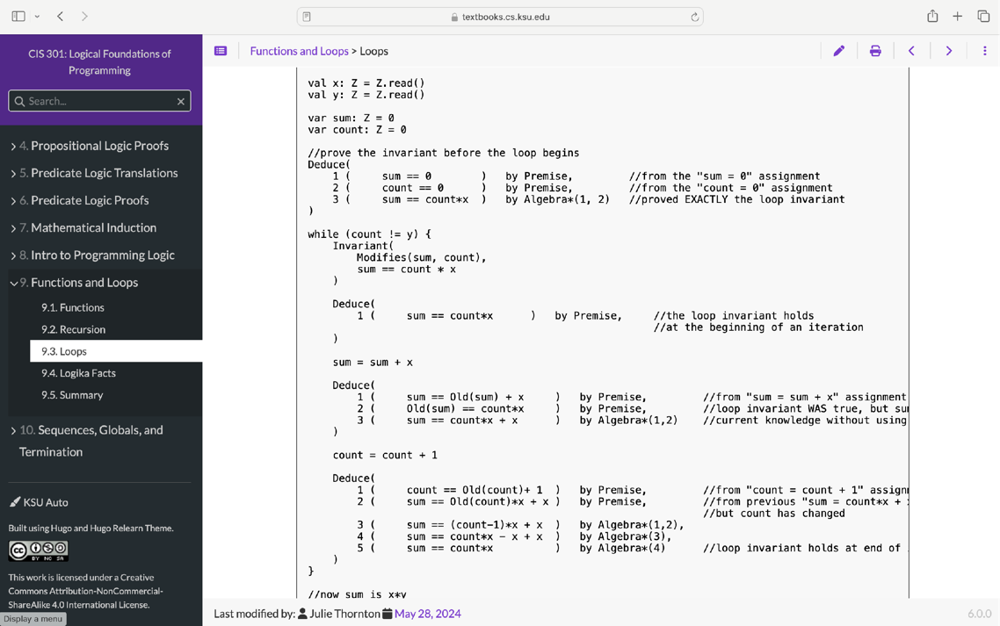 textbooks.cs.ksu.edu
CIS 301: Logical Foundations of
Programming
Search...
4. Propositional Logic Proofs
5. Predicate Logic Translations
6. Predicate Logic Proofs
7. Mathematical Induction
8. Intro to Programming Logic
9. Functions and Loops
9.1. Functions
9.2. Recursion
9.3. Loops
9.4. Logika Facts
9.5. Summary
10. Sequences, Globals, and
Termination
KSU Auto
Built using Hugo and Hugo Relearn Theme.
CC BY NC SA
This work is licensed under a Creative
Commons Attribution-NonCommercial-
ShareAlike 4.0 International License.
Display a menu
Functions and Loops > Loops
val x: Z = Z.read()
val y: Z = Z.read()
var sum: Z = 0
var count: Z = 0
//prove the invariant before the loop begins
Deduce(
1 ( sum == 0 ) by Premise, //from the "sum = 0" assignment
2 ( count == 0 ) by Premise, //from the "count = 0" assignment
3 ( sum == count*x ) by Algebra*(1, 2) //proved EXACTLY the loop invariant
)
while (count != y) {
Invariant(
Modifies(sum, count),
sum == count * x
)
Deduce(
1 ( sum == count*x ) by Premise, //the loop invariant holds
//at the beginning of an iteration
)
sum = sum + x
Deduce(
1 ( sum == Old(sum) + x ) by Premise, //from "sum = sum + x" assignment
2 ( Old(sum) == count*x ) by Premise, //loop invariant WAS true, but
3 ( sum == count*x + x ) by Algebra*(1,2) //current knowledge without using
)
count = count + 1
Deduce(
1 ( count == Old(count)+ 1 ) by Premise, //from "count = count + 1"
2 ( sum == Old(count)*x + x ) by Premise, //from previous "sum = count*x +
//but count has changed
3 ( sum == (count-1)*x + x ) by Algebra*(1,2),
4 ( sum == count*x - x + x ) by Algebra*(3),
5 ( sum == count*x ) by Algebra*(4) //loop invariant holds at end of
)
}
//now sum is x*y
Last modified by: Julie Thornton May 28, 2024
6.0.0